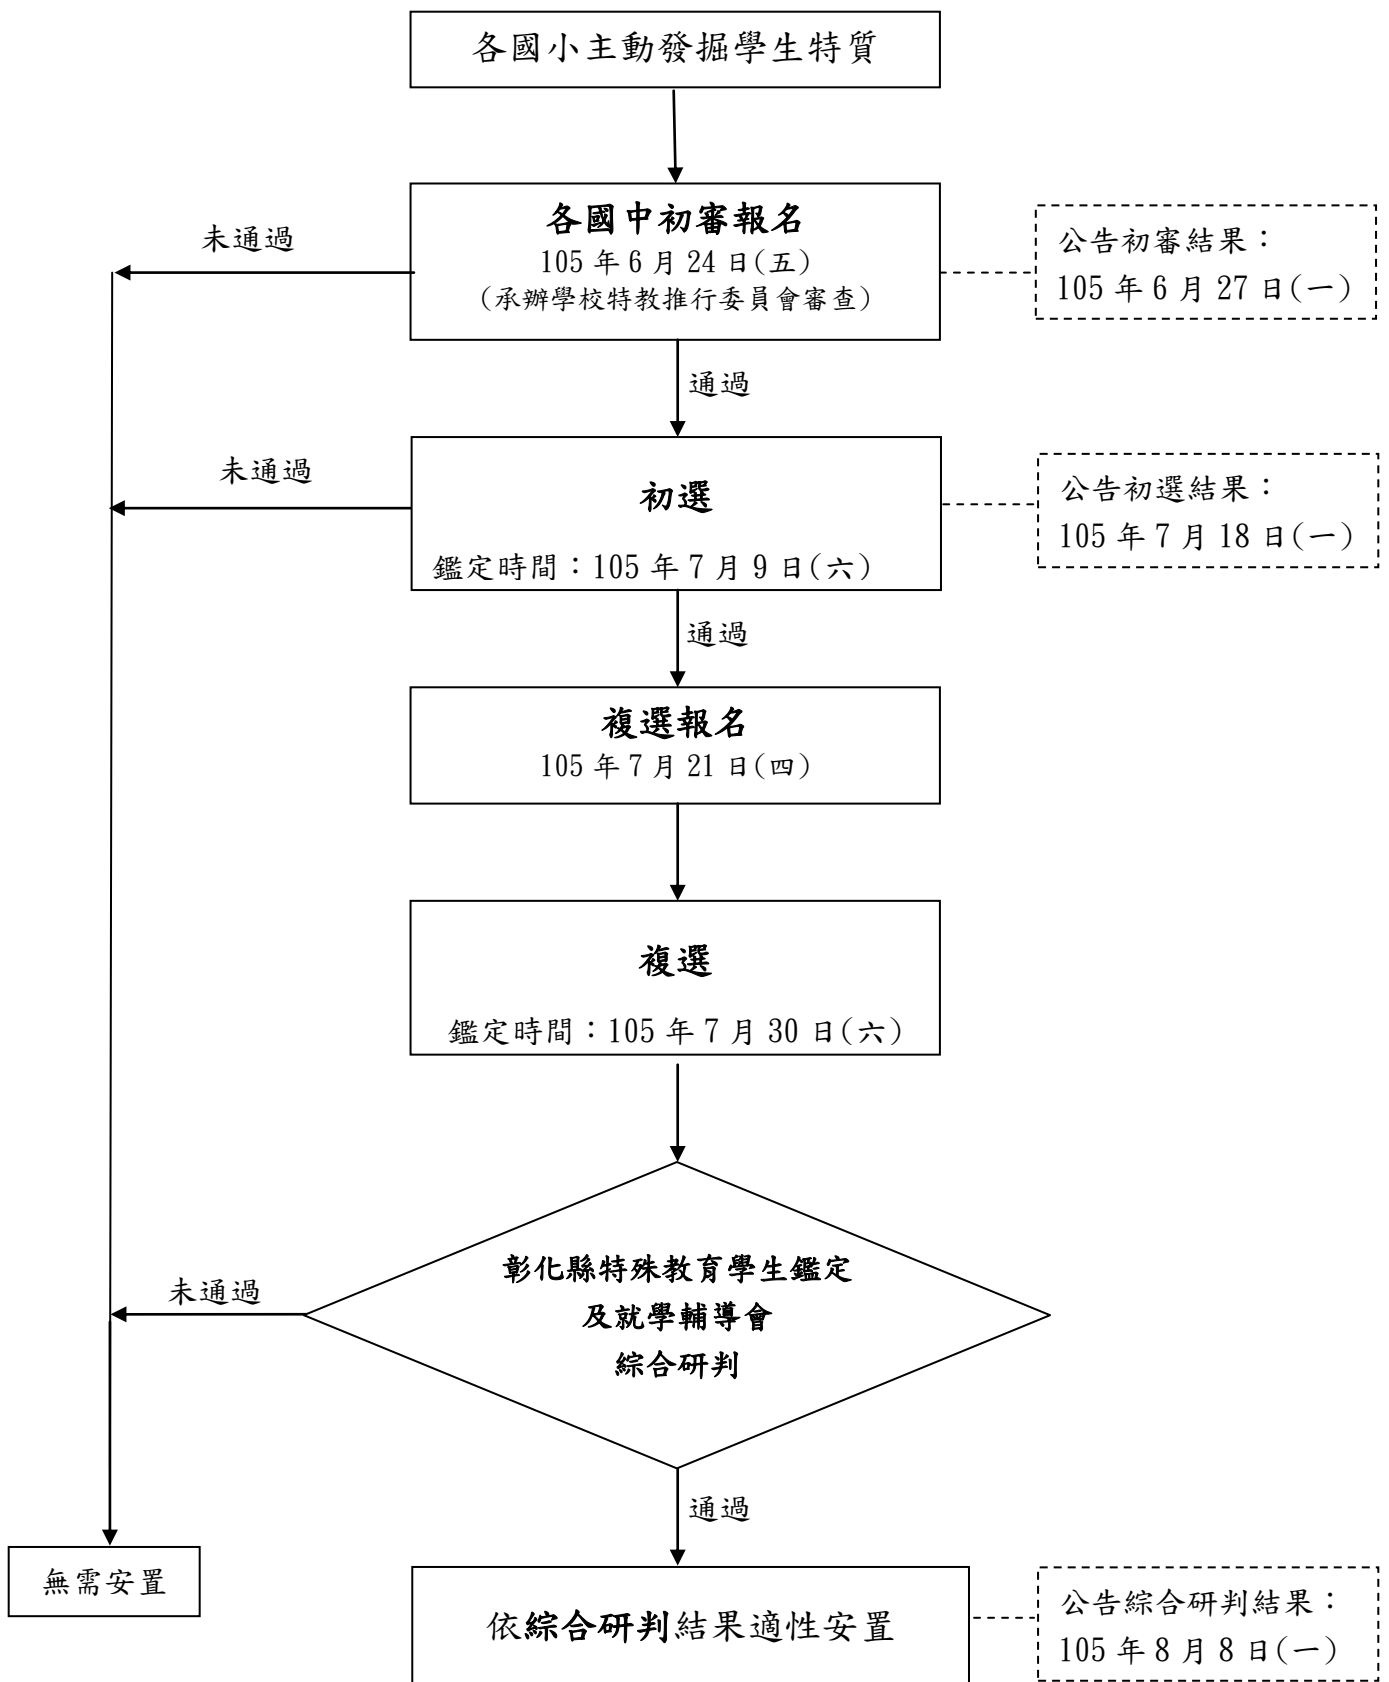 各國小主動發掘學生特質
各國中初審報名
105 年 6 月 24 日(五)
(承辦學校特教推行委員會審查)
未通過
公告初審結果：
105 年 6 月 27 日(一)
通過
初選
鑑定時間：105 年 7 月 9 日(六)
未通過
公告初選結果：
105 年 7 月 18 日(一)
通過
複選報名
105 年 7 月 21 日(四)
複選
鑑定時間：105 年 7 月 30 日(六)
彰化縣特殊教育學生鑑定
及就學輔導會
綜合研判
未通過
通過
無需安置
依綜合研判結果適性安置
公告綜合研判結果：
105 年 8 月 8 日(一)